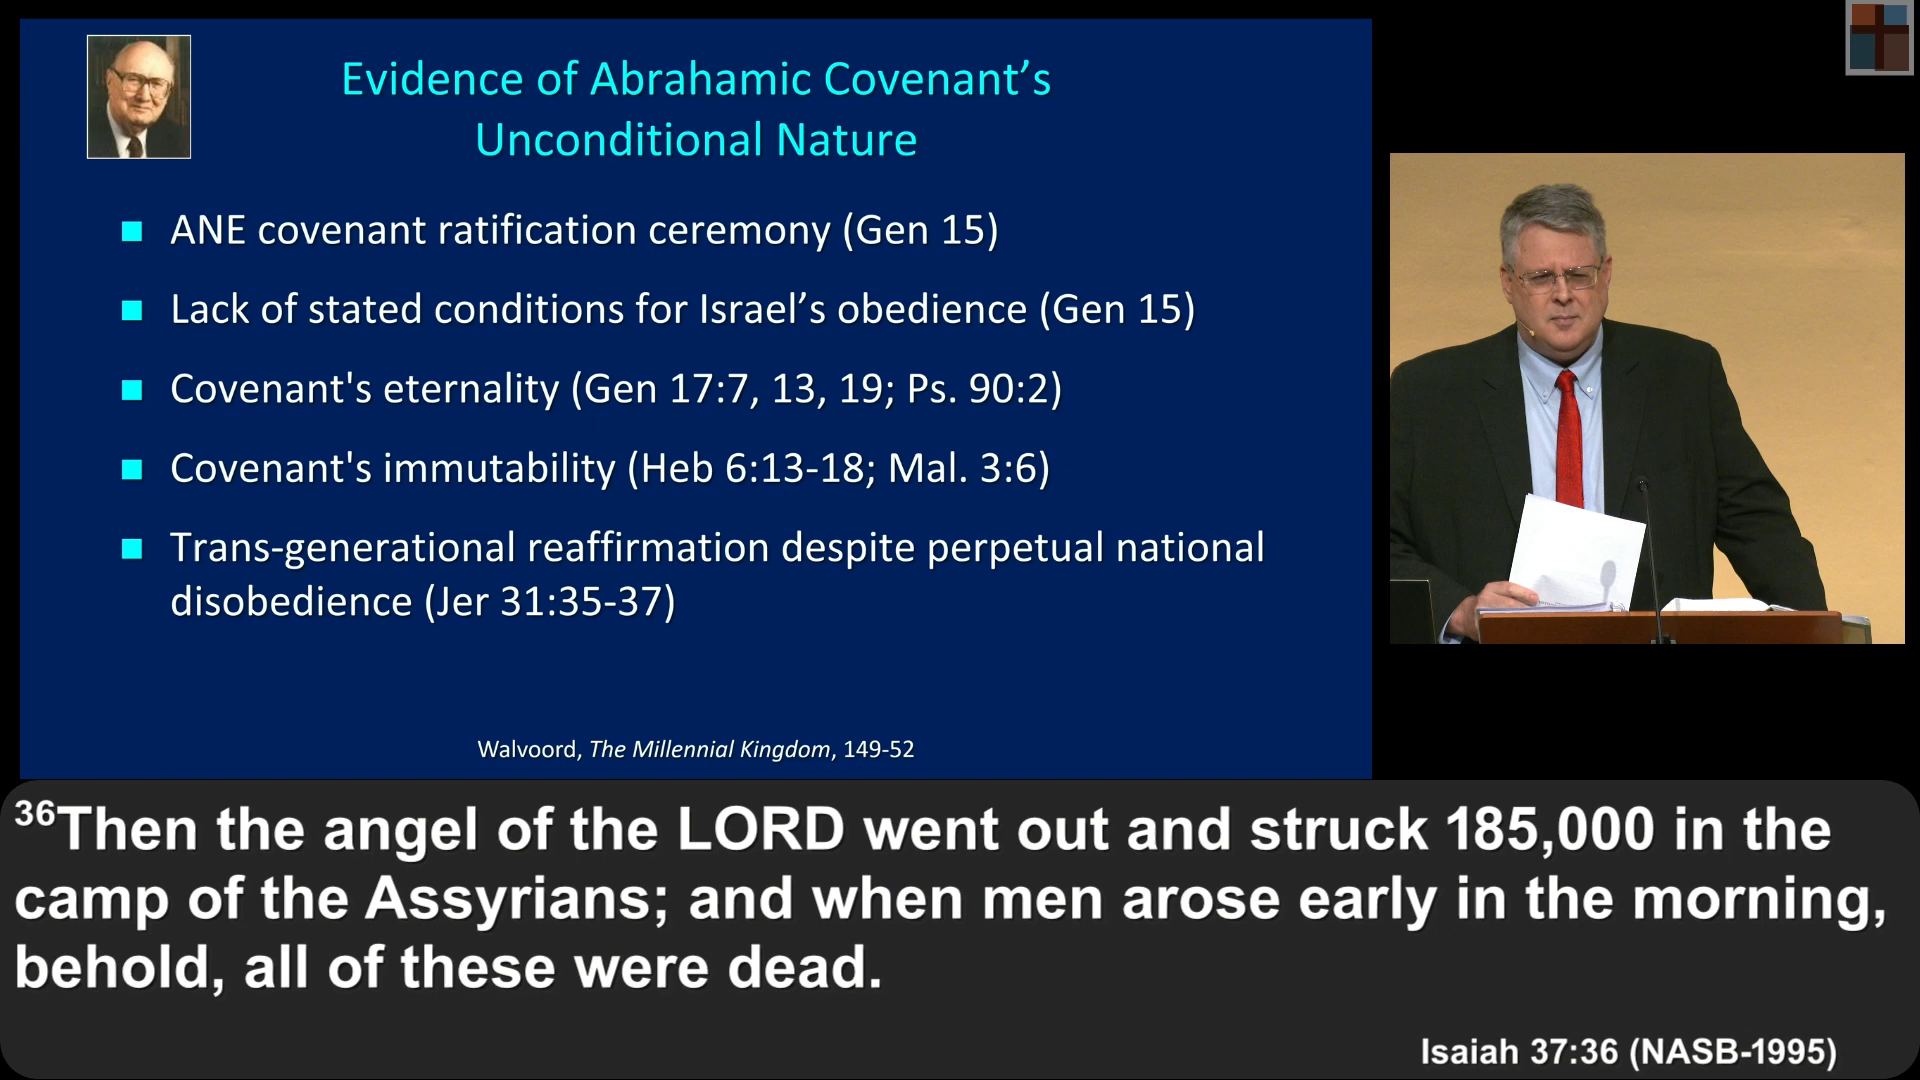 Evidence of Abrahamic Covenant’s
Unconditional Nature
ANE covenant ratification ceremony (Gen 15)
Lack of stated conditions for Israel’s obedience (Gen 15)
Covenant's eternality (Gen 17:7, 13, 19; Ps. 90:2)
Covenant's immutability (Heb 6:13-18; Mal. 3:6)
Trans-generational reaffirmation despite perpetual national
disobedience (Jer 31:35-37)
Walvoord, The Millennial Kingdom, 149-52
36Then the angel of the LORD went out and struck 185,000 in the
camp of the Assyrians; and when men arose early in the morning,
behold, all of these were dead.
Isaiah 37:36 (NASB-1995)